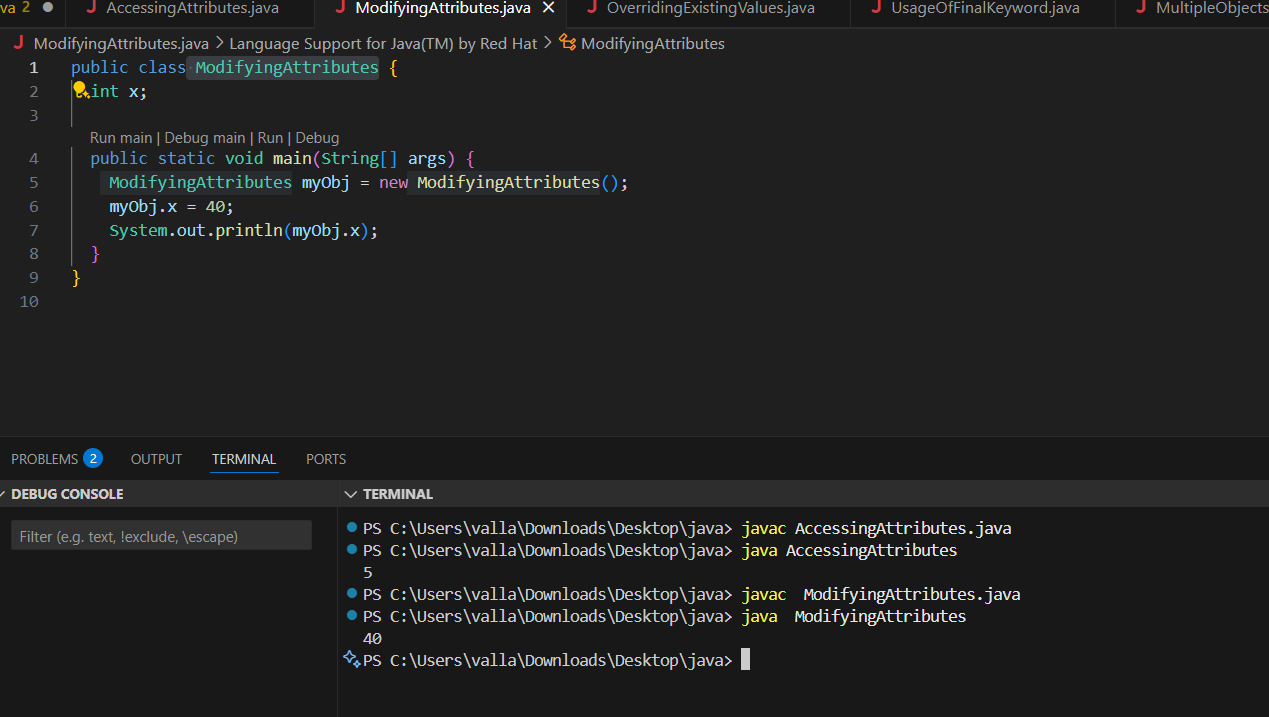 va 2 ● J AccessingAttributes.java J ModifyingAttributes.java × J OverridingExistingValues.java J UsageOfFinalKeyword.java J MultipleObjects
J ModifyingAttributes.java > Language Support for Java(TM) by Red Hat > ModifyingAttributes
1 public class ModifyingAttributes {
2 int x;
3
Run main | Debug main | Run | Debug
4 public static void main(String[] args) {
5 ModifyingAttributes myObj = new ModifyingAttributes();
6 myObj.x = 40;
7 System.out.println(myObj.x);
8 }
9 }
10
PROBLEMS 2 OUTPUT TERMINAL PORTS
DEBUG CONSOLE
Filter (e.g. text, !exclude, \escape)
TERMINAL
PS C:\Users\valla\Downloads\Desktop\java> javac AccessingAttributes.java
PS C:\Users\valla\Downloads\Desktop\java> java AccessingAttributes
5
PS C:\Users\valla\Downloads\Desktop\java> javac  ModifyingAttributes.java
PS C:\Users\valla\Downloads\Desktop\java> java  ModifyingAttributes
40
PS C:\Users\valla\Downloads\Desktop\java>